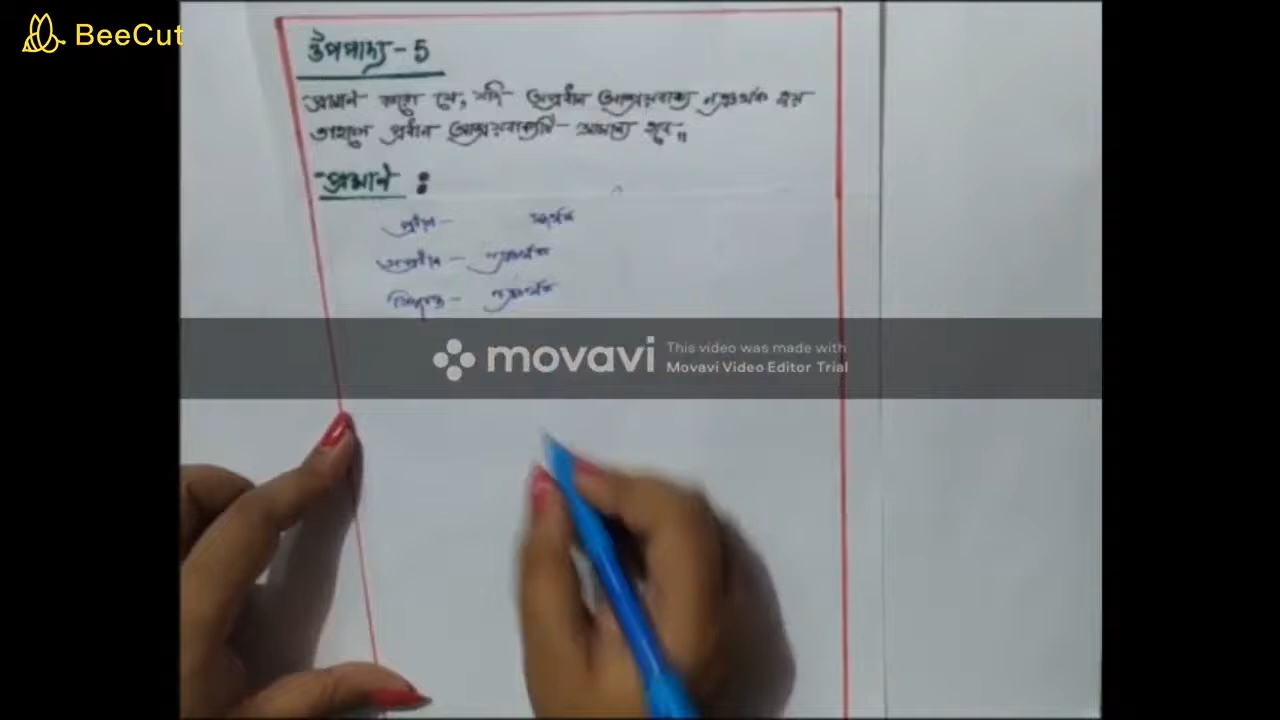 BeeCut
উপপাদ্য - 5
প্রমাণ করো যে, যদি অপ্রধান আশ্রয়বাক্য নঞর্থক হয়
তাহলে প্রধান আশ্রয়বাক্যটি সামান্য হবে॥
প্রমাণ :
প্রধান - সদর্থক
অপ্রধান - নঞর্থক
সিদ্ধান্ত - নঞর্থক
movavi
This video was made with
Movavi Video Editor Trial